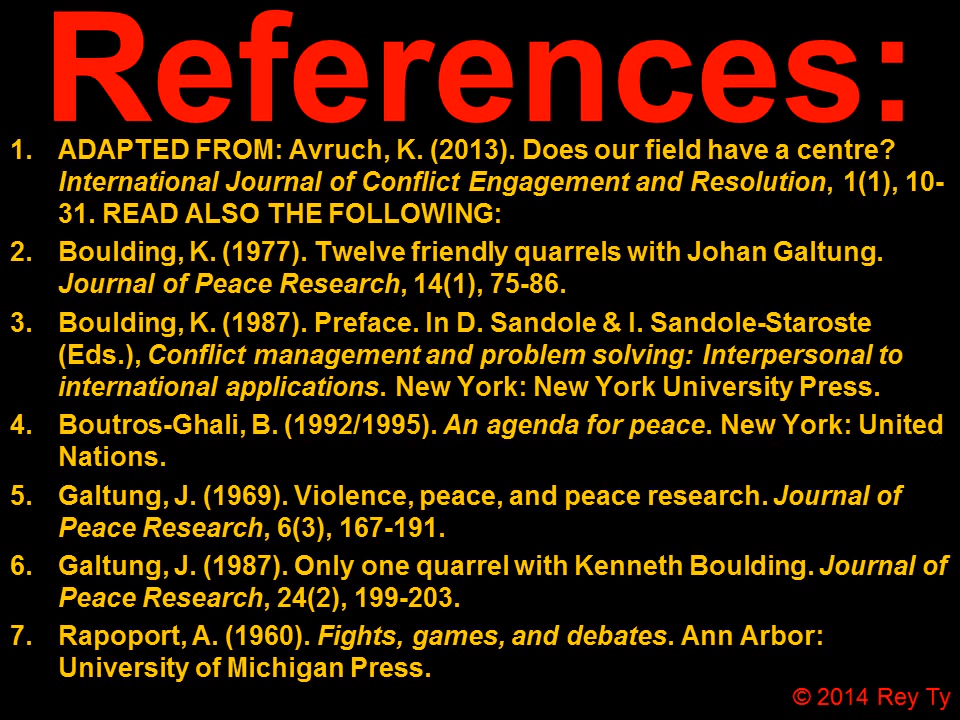 References:
1. ADAPTED FROM: Avruch, K. (2013). Does our field have a centre?
International Journal of Conflict Engagement and Resolution, 1(1), 10-
31. READ ALSO THE FOLLOWING:
2. Boulding, K. (1977). Twelve friendly quarrels with Johan Galtung.
Journal of Peace Research, 14(1), 75-86.
3. Boulding, K. (1987). Preface. In D. Sandole & I. Sandole-Staroste
(Eds.), Conflict management and problem solving: Interpersonal to
international applications. New York: New York University Press.
4. Boutros-Ghali, B. (1992/1995). An agenda for peace. New York: United
Nations.
5. Galtung, J. (1969). Violence, peace, and peace research. Journal of
Peace Research, 6(3), 167-191.
6. Galtung, J. (1987). Only one quarrel with Kenneth Boulding. Journal of
Peace Research, 24(2), 199-203.
7. Rapoport, A. (1960). Fights, games, and debates. Ann Arbor:
University of Michigan Press.
© 2014 Rey Ty